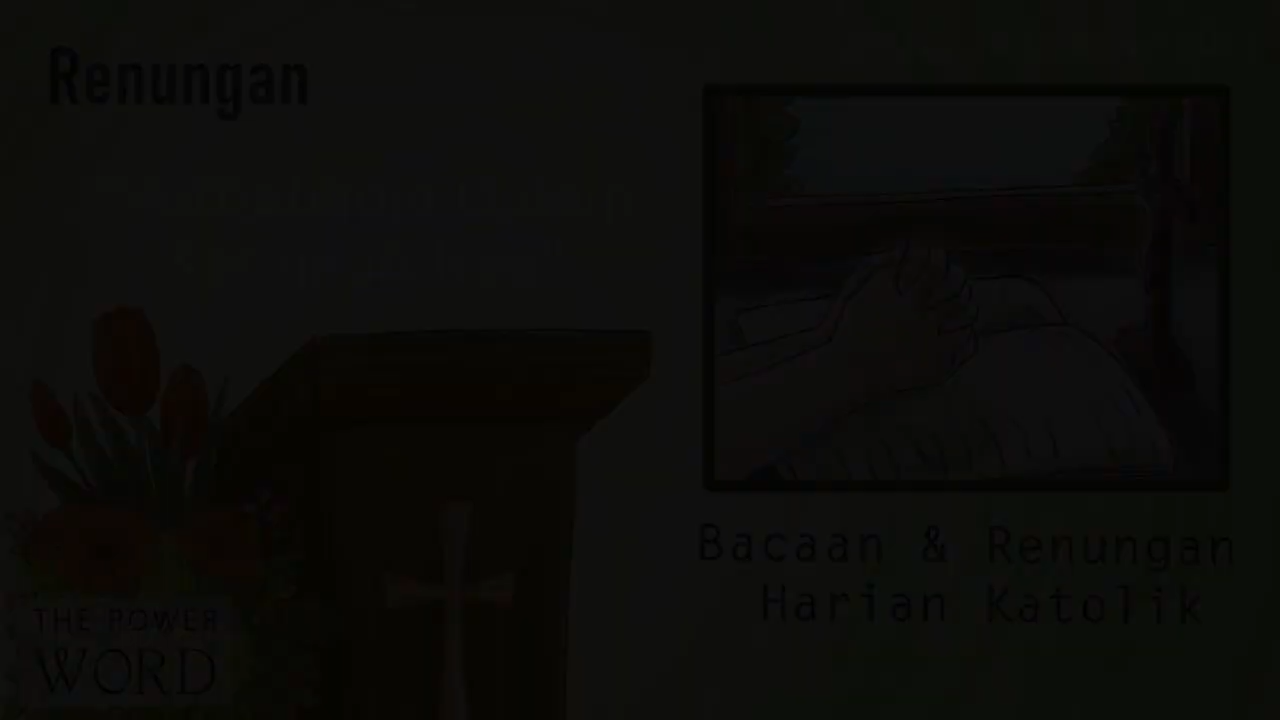 Renungan
Bacaan & Renungan
Harian Katolik
THE POWER
WORD